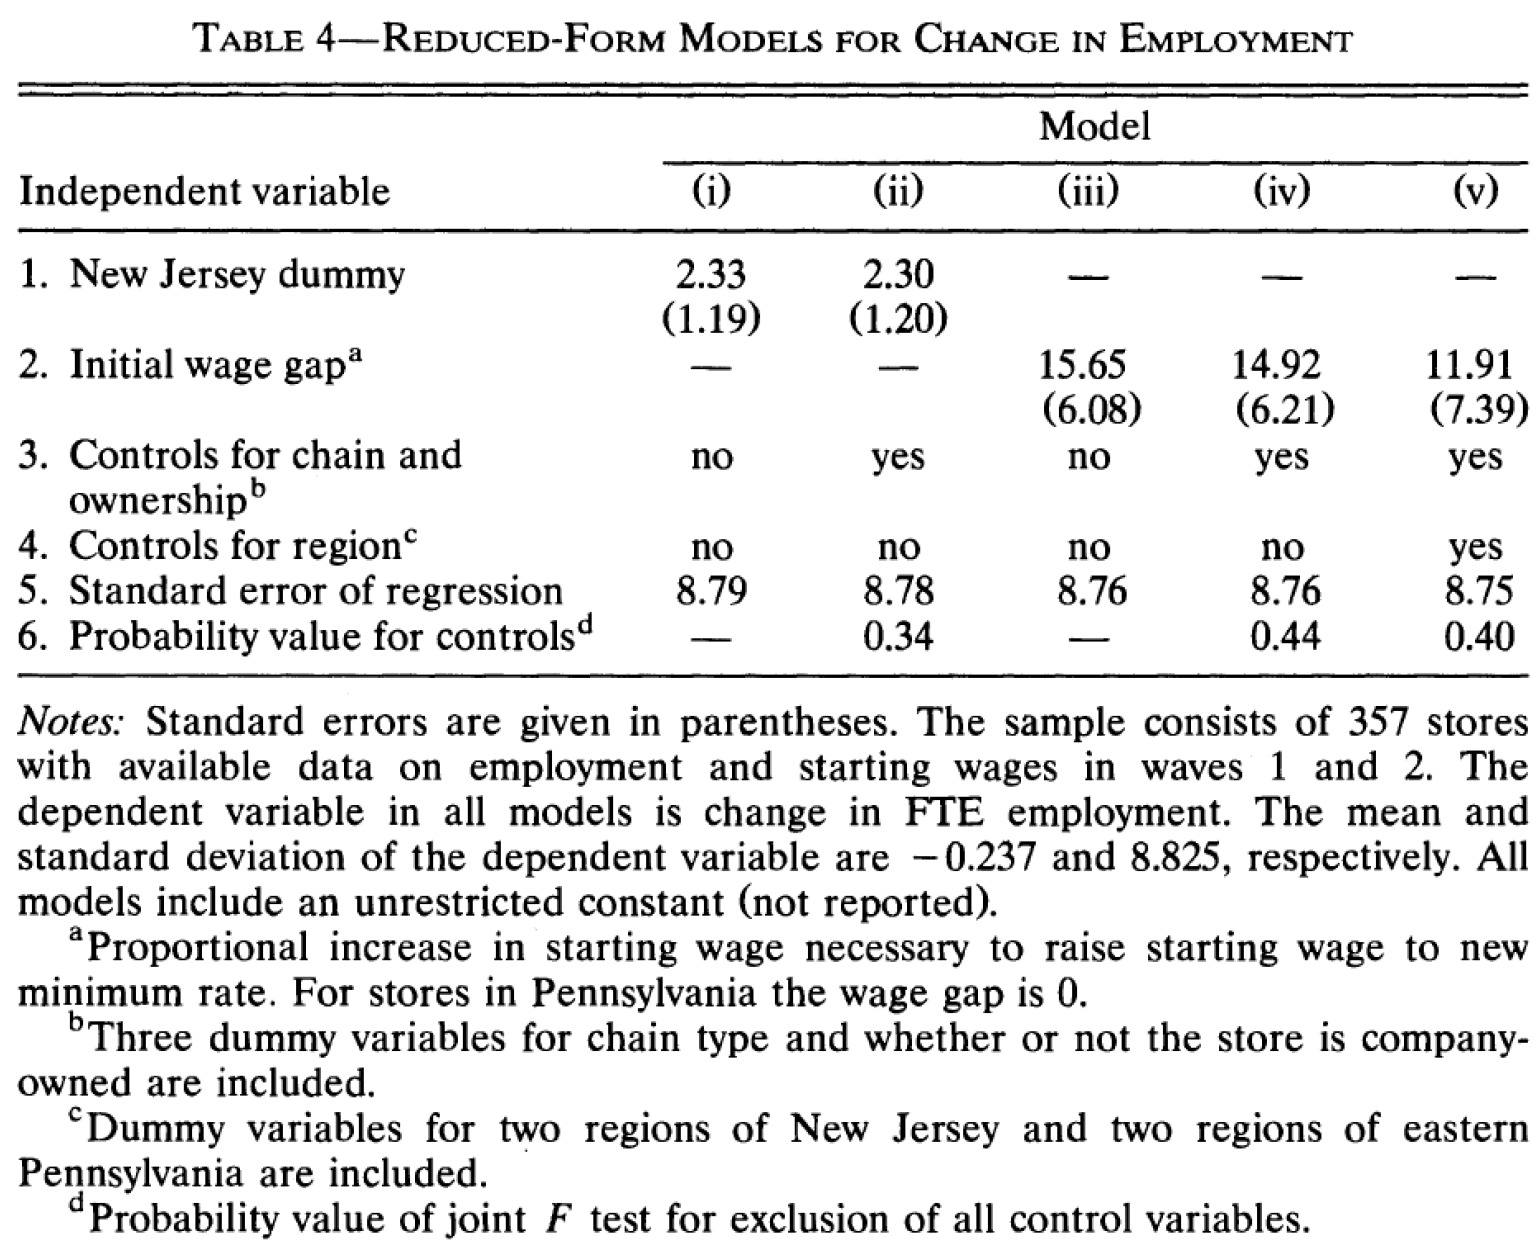 TABLE 4—REDUCED-FORM MODELS FOR CHANGE IN EMPLOYMENT
Model
Independent variable (i) (ii) (iii) (iv) (v)
1. New Jersey dummy 2.33 2.30 — — —
(1.19) (1.20)
2. Initial wage gapᵃ — — 15.65 14.92 11.91
(6.08) (6.21) (7.39)
3. Controls for chain and no yes no yes yes
ownershipᵇ
4. Controls for regionᶜ no no no no yes
5. Standard error of regression 8.79 8.78 8.76 8.76 8.75
6. Probability value for controlsᵈ — 0.34 — 0.44 0.40
Notes: Standard errors are given in parentheses. The sample consists of 357 stores
with available data on employment and starting wages in waves 1 and 2. The
dependent variable in all models is change in FTE employment. The mean and
standard deviation of the dependent variable are −0.237 and 8.825, respectively. All
models include an unrestricted constant (not reported).
ᵃProportional increase in starting wage necessary to raise starting wage to new
minimum rate. For stores in Pennsylvania the wage gap is 0.
ᵇThree dummy variables for chain type and whether or not the store is company-
owned are included.
ᶜDummy variables for two regions of New Jersey and two regions of eastern
Pennsylvania are included.
ᵈProbability value of joint F test for exclusion of all control variables.